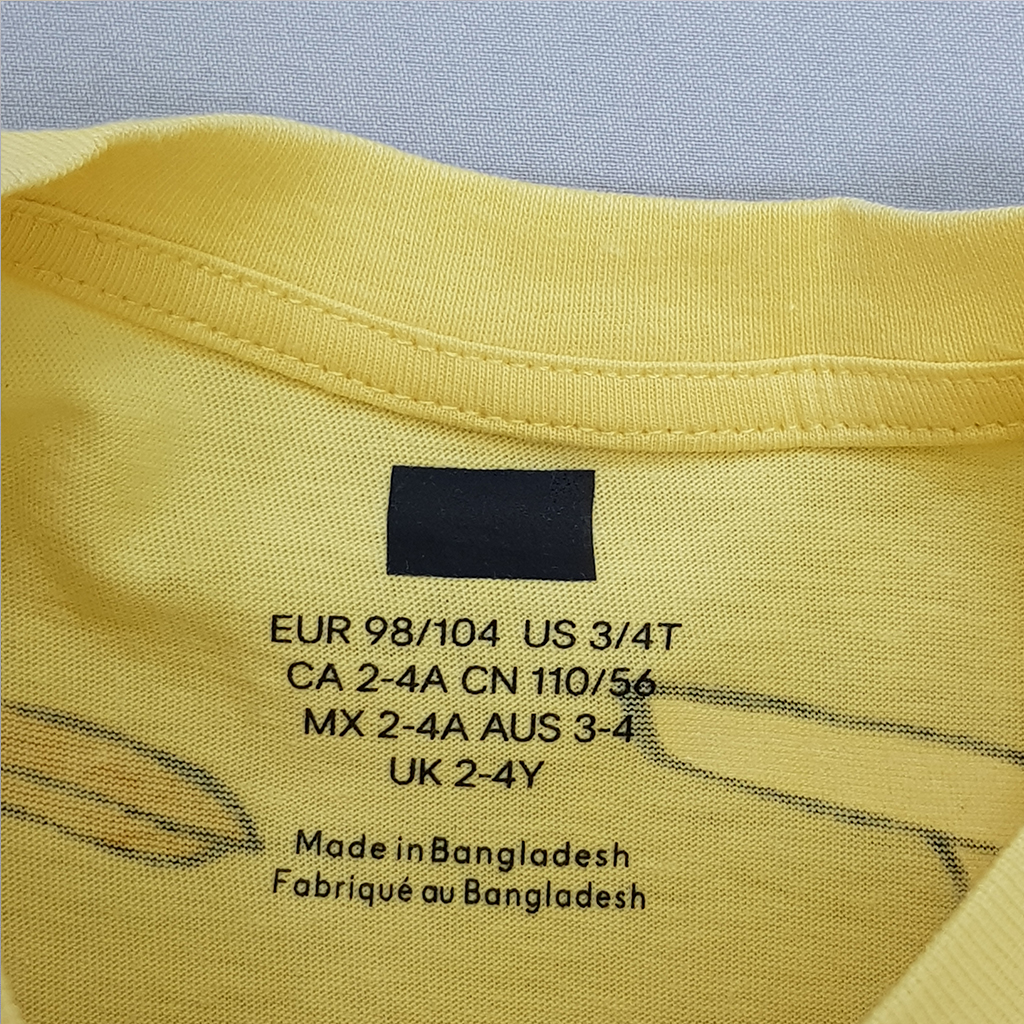 EUR 98/104 US 3/4T
CA 2-4A CN 110/56
MX 2-4A AUS 3-4
UK 2-4Y
Made in Bangladesh
Fabriqué au Bangladesh